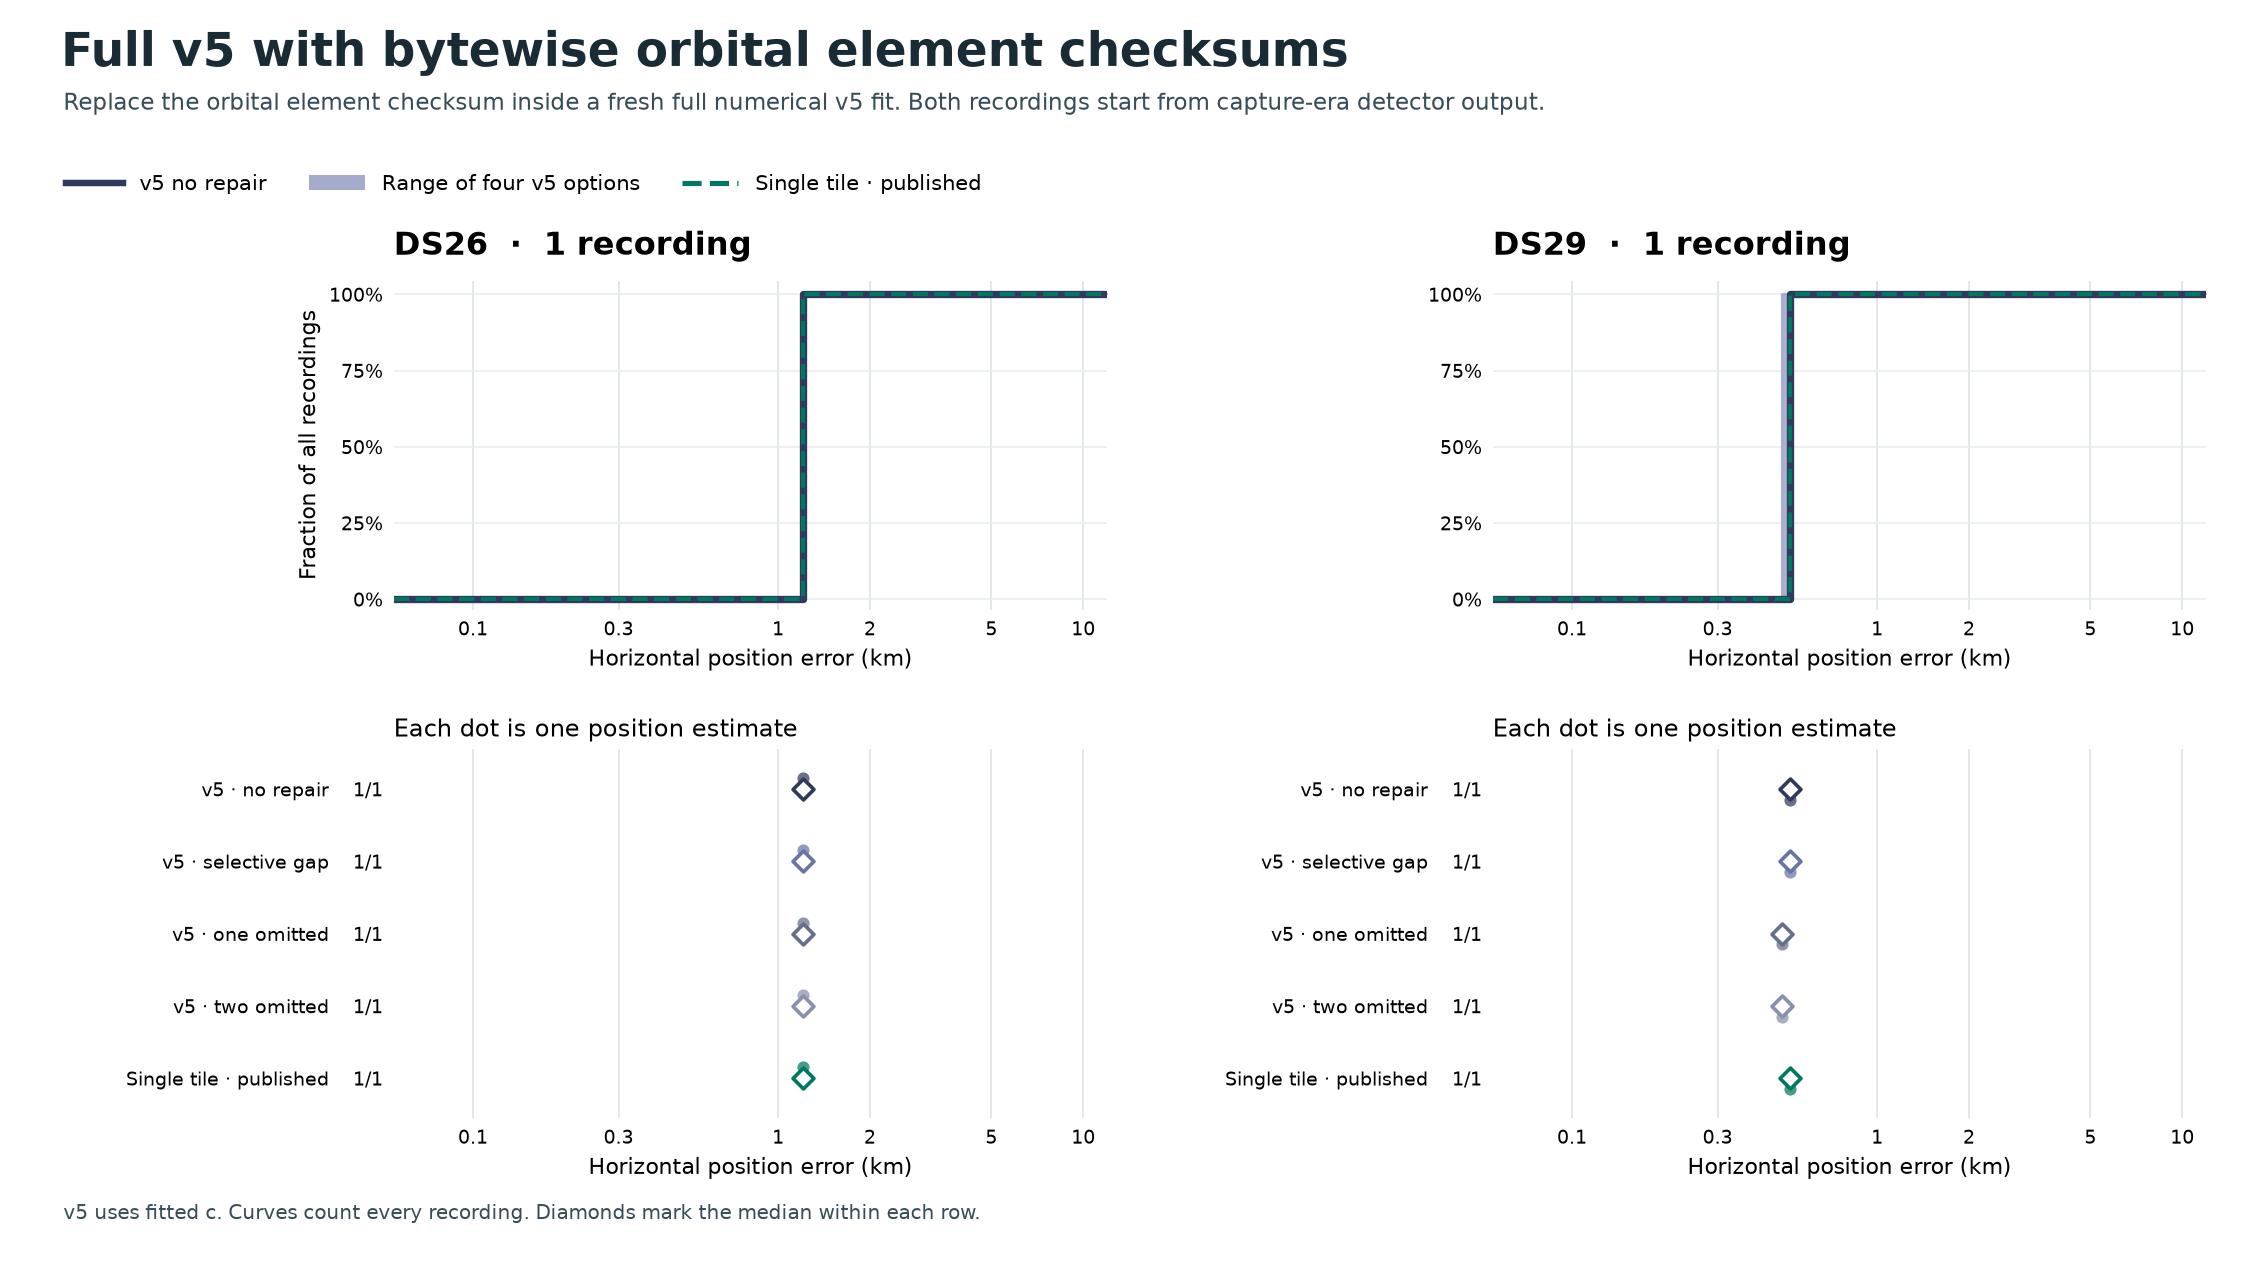 Full v5 with bytewise orbital element checksums
Replace the orbital element checksum inside a fresh full numerical v5 fit. Both recordings start from capture-era detector output.
v5 no repair
Range of four v5 options
Single tile · published
DS26 · 1 recording
Fraction of all recordings
100%
75%
50%
25%
0%
0.1 0.3 1 2 5 10
Horizontal position error (km)
DS29 · 1 recording
100%
75%
50%
25%
0%
0.1 0.3 1 2 5 10
Horizontal position error (km)
Each dot is one position estimate
v5 · no repair 1/1
v5 · selective gap 1/1
v5 · one omitted 1/1
v5 · two omitted 1/1
Single tile · published 1/1
0.1 0.3 1 2 5 10
Horizontal position error (km)
Each dot is one position estimate
v5 · no repair 1/1
v5 · selective gap 1/1
v5 · one omitted 1/1
v5 · two omitted 1/1
Single tile · published 1/1
0.1 0.3 1 2 5 10
Horizontal position error (km)
v5 uses fitted c. Curves count every recording. Diamonds mark the median within each row.